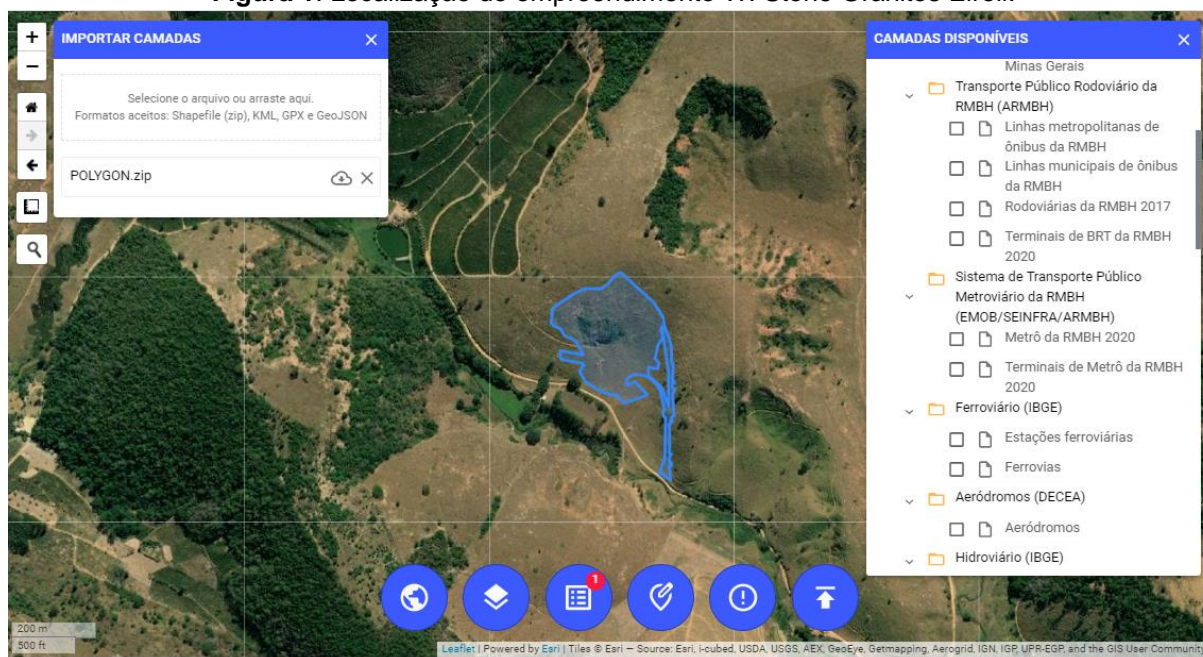 +
IMPORTAR CAMADAS
Selecione o arquivo ou arraste aqui.
Formatos aceitos: Shapefile (zip), KML, GPX e GeoJSON
POLYGON.zip
CAMADAS DISPONÍVEIS
Minas Gerais
Transporte Público Rodoviário da
RMBH (ARMBH)
Linhas metropolitanas de
ônibus da RMBH
Linhas municipais de ônibus
da RMBH
Rodoviárias da RMBH 2017
Terminais de BRT da RMBH
2020
Sistema de Transporte Público
Metroviário da RMBH
(EMOB/SEINFRA/ARMBH)
Metrô da RMBH 2020
Terminais de Metrô da RMBH
2020
Ferroviário (IBGE)
Estações ferroviárias
Ferrovias
Aeródromos (DECEA)
Aeródromos
Hidroviário (IBGE)
1
200 m
500 ft
Leaflet | Powered by Esri | Tiles © Esri — Source: Esri, i-cubed, USDA, USGS, AEX, GeoEye, Getmapping, Aerogrid, IGN, IGP, UPR-EGP, and the GIS User Communit